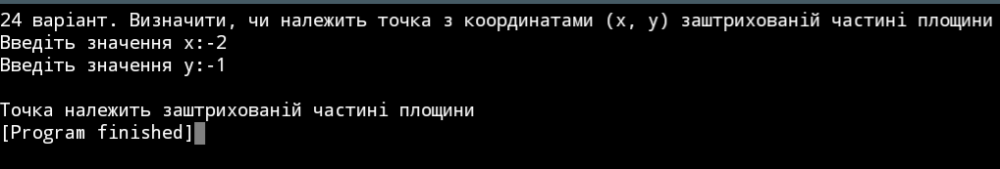 24 варіант. Визначити, чи належить точка з координатами (x, y) заштрихованій частині площини
Введіть значення x:-2
Введіть значення y:-1
Точка належить заштрихованій частині площини
[Program finished]